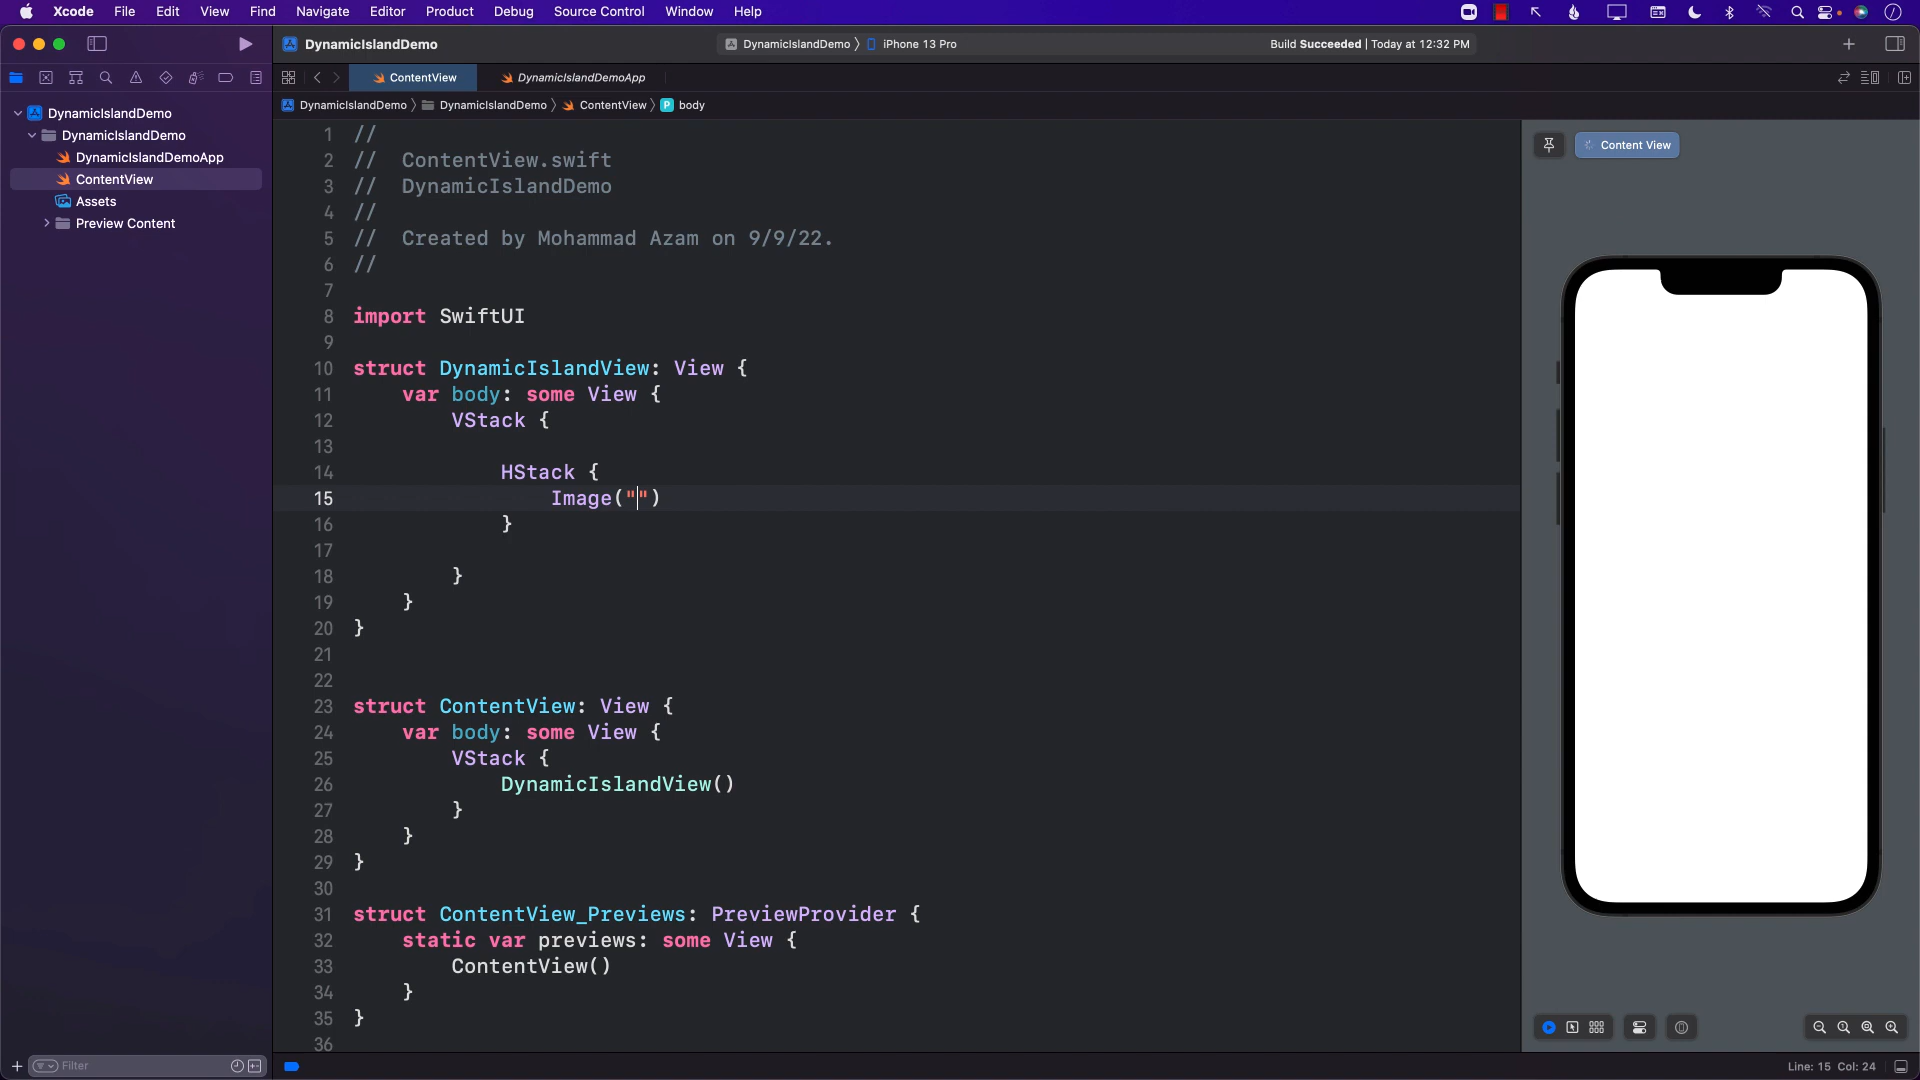 Xcode File Edit View Find Navigate Editor Product Debug Source Control Window Help
DynamicIslandDemo
DynamicIslandDemo 〉 iPhone 13 Pro
Build Succeeded | Today at 12:32 PM
ContentView
DynamicIslandDemoApp
DynamicIslandDemo 〉 DynamicIslandDemo 〉 ContentView 〉 P body
DynamicIslandDemo
DynamicIslandDemo
DynamicIslandDemoApp
ContentView
Assets
Preview Content
1 //
2 //  ContentView.swift
3 //  DynamicIslandDemo
4 //
5 //  Created by Mohammad Azam on 9/9/22.
6 //
7
8 import SwiftUI
9
10 struct DynamicIslandView: View {
11     var body: some View {
12         VStack {
13
14             HStack {
15                 Image("")
16             }
17
18         }
19     }
20 }
21
22
23 struct ContentView: View {
24     var body: some View {
25         VStack {
26             DynamicIslandView()
27         }
28     }
29 }
30
31 struct ContentView_Previews: PreviewProvider {
32     static var previews: some View {
33         ContentView()
34     }
35 }
36
Content View
Filter
Line: 15 Col: 24